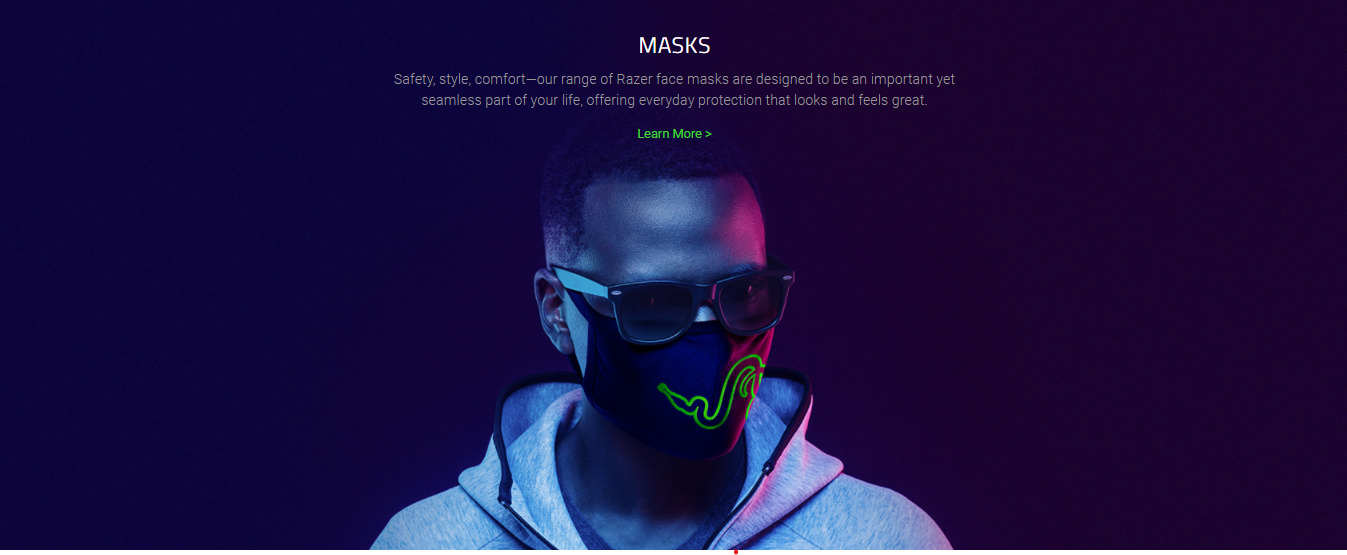 MASKS
Safety, style, comfort—our range of Razer face masks are designed to be an important yet
seamless part of your life, offering everyday protection that looks and feels great.
Learn More >